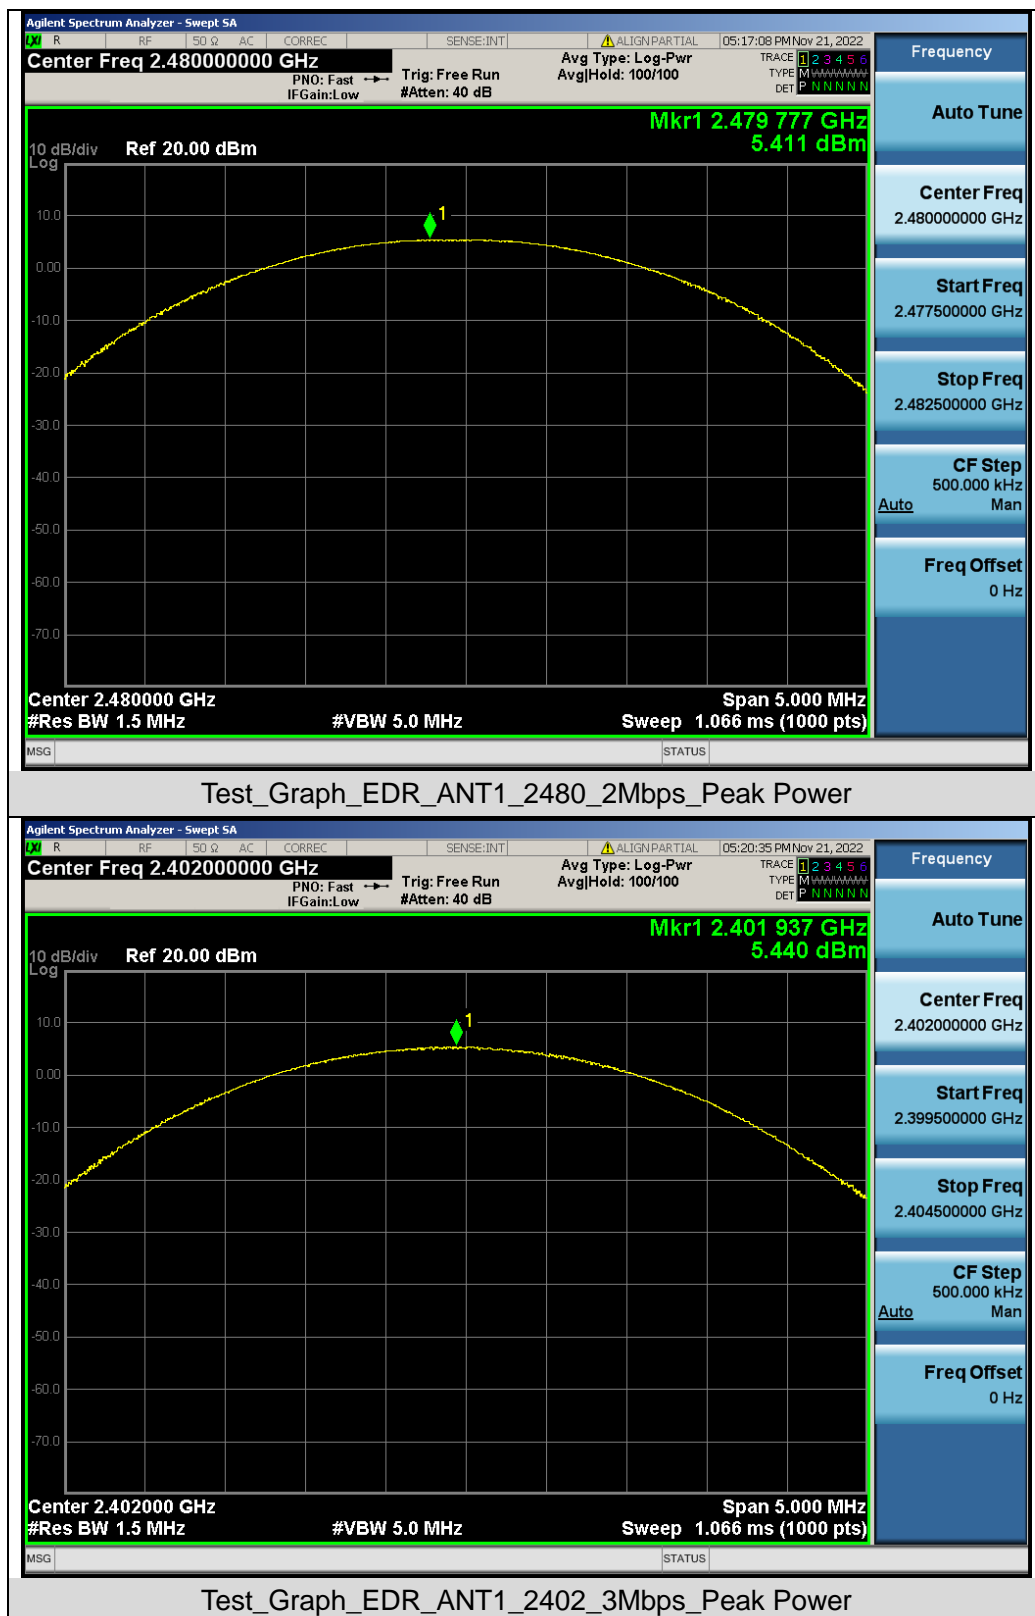 Agilent Spectrum Analyzer - Swept SA
LXI R RF 50 Ω AC CORREC SENSE:INT ALIGN PARTIAL 05:17:08 PM Nov 21, 2022
Center Freq 2.480000000 GHz
PNO: Fast
IFGain:Low
Trig: Free Run
#Atten: 40 dB
Avg Type: Log-Pwr
Avg|Hold: 100/100
TRACE 1 2 3 4 5 6
TYPE M
DET P N N N N N
Mkr1 2.479 777 GHz
5.411 dBm
10 dB/div Ref 20.00 dBm
Log
1
10.0
0.00
-10.0
-20.0
-30.0
-40.0
-50.0
-60.0
-70.0
Center 2.480000 GHz Span 5.000 MHz
#Res BW 1.5 MHz #VBW 5.0 MHz Sweep 1.066 ms (1000 pts)
MSG STATUS
Frequency
Auto Tune
Center Freq
2.480000000 GHz
Start Freq
2.477500000 GHz
Stop Freq
2.482500000 GHz
CF Step
500.000 kHz
Auto Man
Freq Offset
0 Hz
Test_Graph_EDR_ANT1_2480_2Mbps_Peak Power
Agilent Spectrum Analyzer - Swept SA
LXI R RF 50 Ω AC CORREC SENSE:INT ALIGN PARTIAL 05:20:35 PM Nov 21, 2022
Center Freq 2.402000000 GHz
PNO: Fast
IFGain:Low
Trig: Free Run
#Atten: 40 dB
Avg Type: Log-Pwr
Avg|Hold: 100/100
TRACE 1 2 3 4 5 6
TYPE M
DET P N N N N N
Mkr1 2.401 937 GHz
5.440 dBm
10 dB/div Ref 20.00 dBm
Log
1
10.0
0.00
-10.0
-20.0
-30.0
-40.0
-50.0
-60.0
-70.0
Center 2.402000 GHz Span 5.000 MHz
#Res BW 1.5 MHz #VBW 5.0 MHz Sweep 1.066 ms (1000 pts)
MSG STATUS
Frequency
Auto Tune
Center Freq
2.402000000 GHz
Start Freq
2.399500000 GHz
Stop Freq
2.404500000 GHz
CF Step
500.000 kHz
Auto Man
Freq Offset
0 Hz
Test_Graph_EDR_ANT1_2402_3Mbps_Peak Power